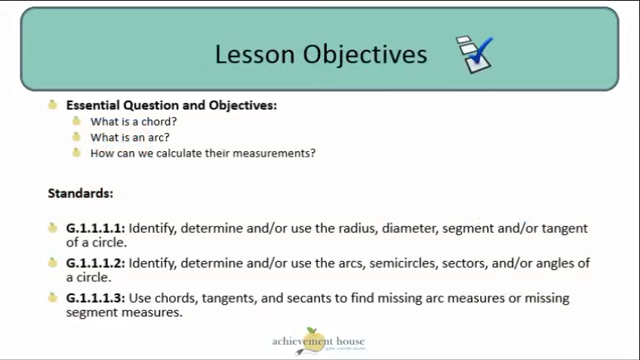 Lesson Objectives
Essential Question and Objectives:
What is a chord?
What is an arc?
How can we calculate their measurements?
Standards:
G.1.1.1.1: Identify, determine and/or use the radius, diameter, segment and/or tangent
of a circle.
G.1.1.1.2: Identify, determine and/or use the arcs, semicircles, sectors, and/or angles of
a circle.
G.1.1.1.3: Use chords, tangents, and secants to find missing arc measures or missing
segment measures.
achievement house